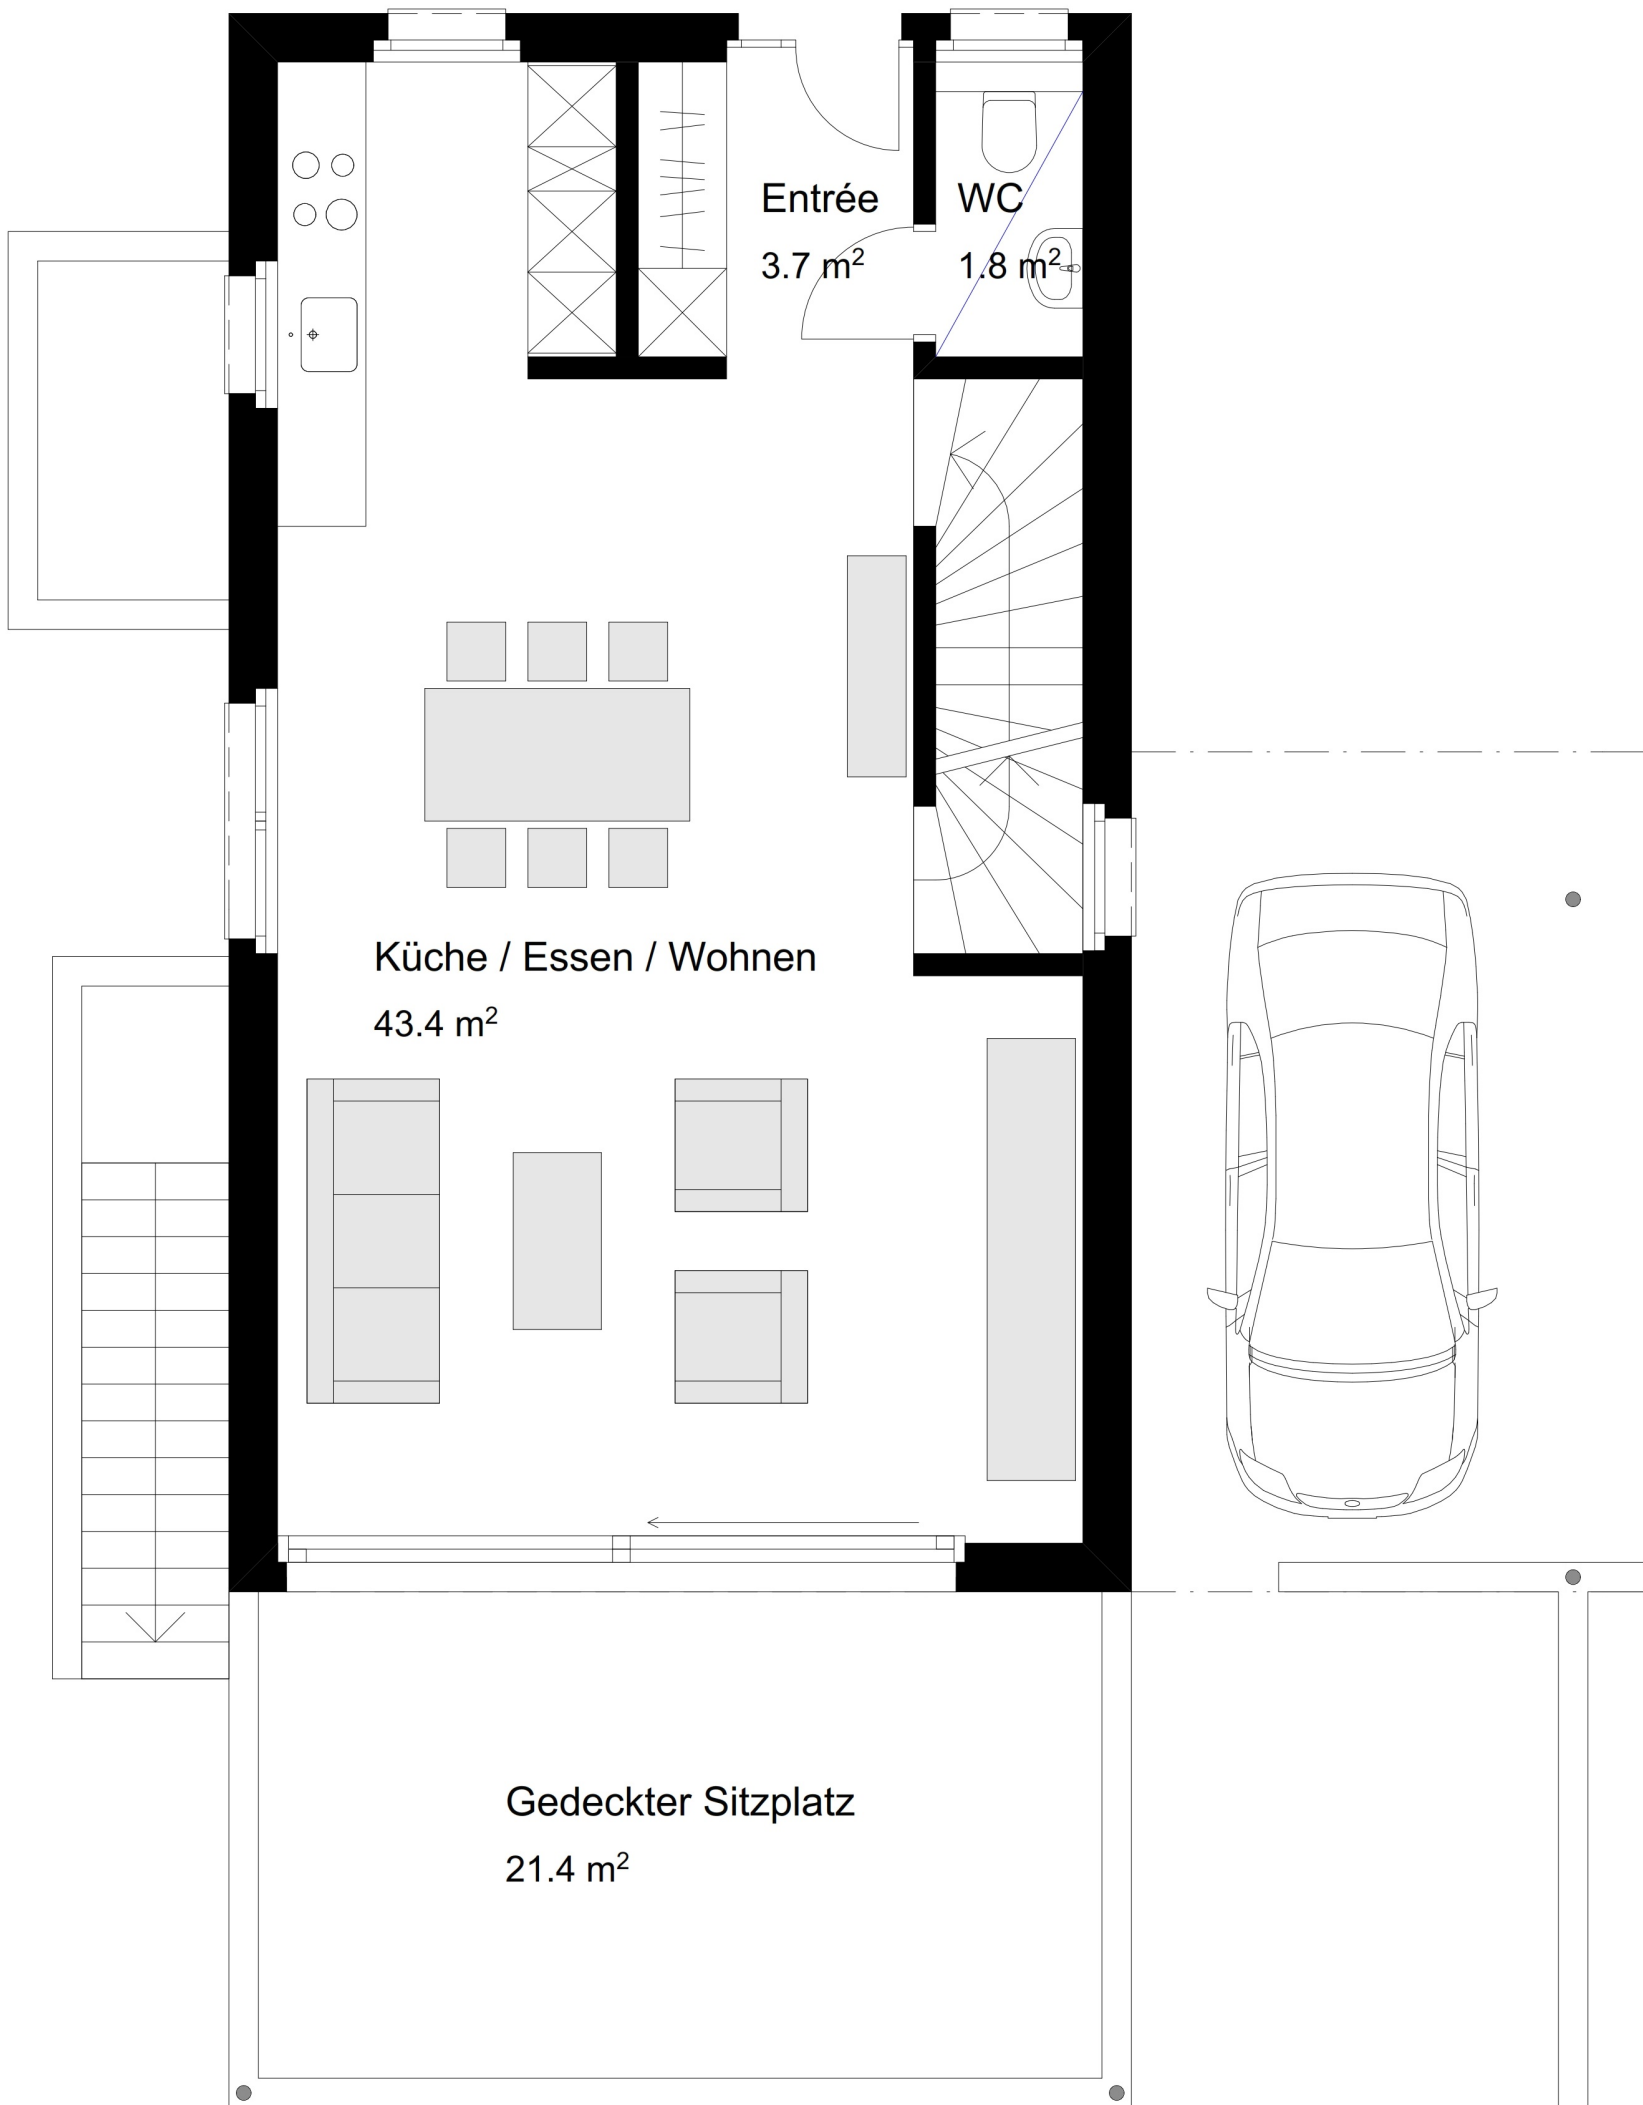 Entrée
3.7 m²
WC
1.8 m²
Küche / Essen / Wohnen
43.4 m²
Gedeckter Sitzplatz
21.4 m²